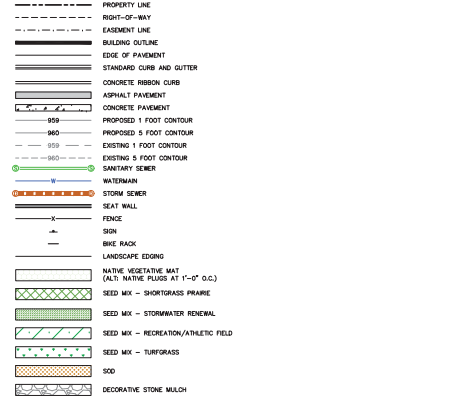 PROPERTY LINE
RIGHT-OF-WAY
EASEMENT LINE
BUILDING OUTLINE
EDGE OF PAVEMENT
STANDARD CURB AND GUTTER
CONCRETE RIBBON CURB
ASPHALT PAVEMENT
CONCRETE PAVEMENT
959 PROPOSED 1 FOOT CONTOUR
960 PROPOSED 5 FOOT CONTOUR
959 EXISTING 1 FOOT CONTOUR
960 EXISTING 5 FOOT CONTOUR
S S SANITARY SEWER
W WATERMAIN
STORM SEWER
SEAT WALL
X FENCE
SIGN
BIKE RACK
LANDSCAPE EDGING
NATIVE VEGETATIVE MAT
(ALT: NATIVE PLUGS AT 1'-0" O.C.)
SEED MIX - SHORTGRASS PRAIRIE
SEED MIX - STORMWATER RENEWAL
SEED MIX - RECREATION/ATHLETIC FIELD
SEED MIX - TURFGRASS
SOD
DECORATIVE STONE MULCH